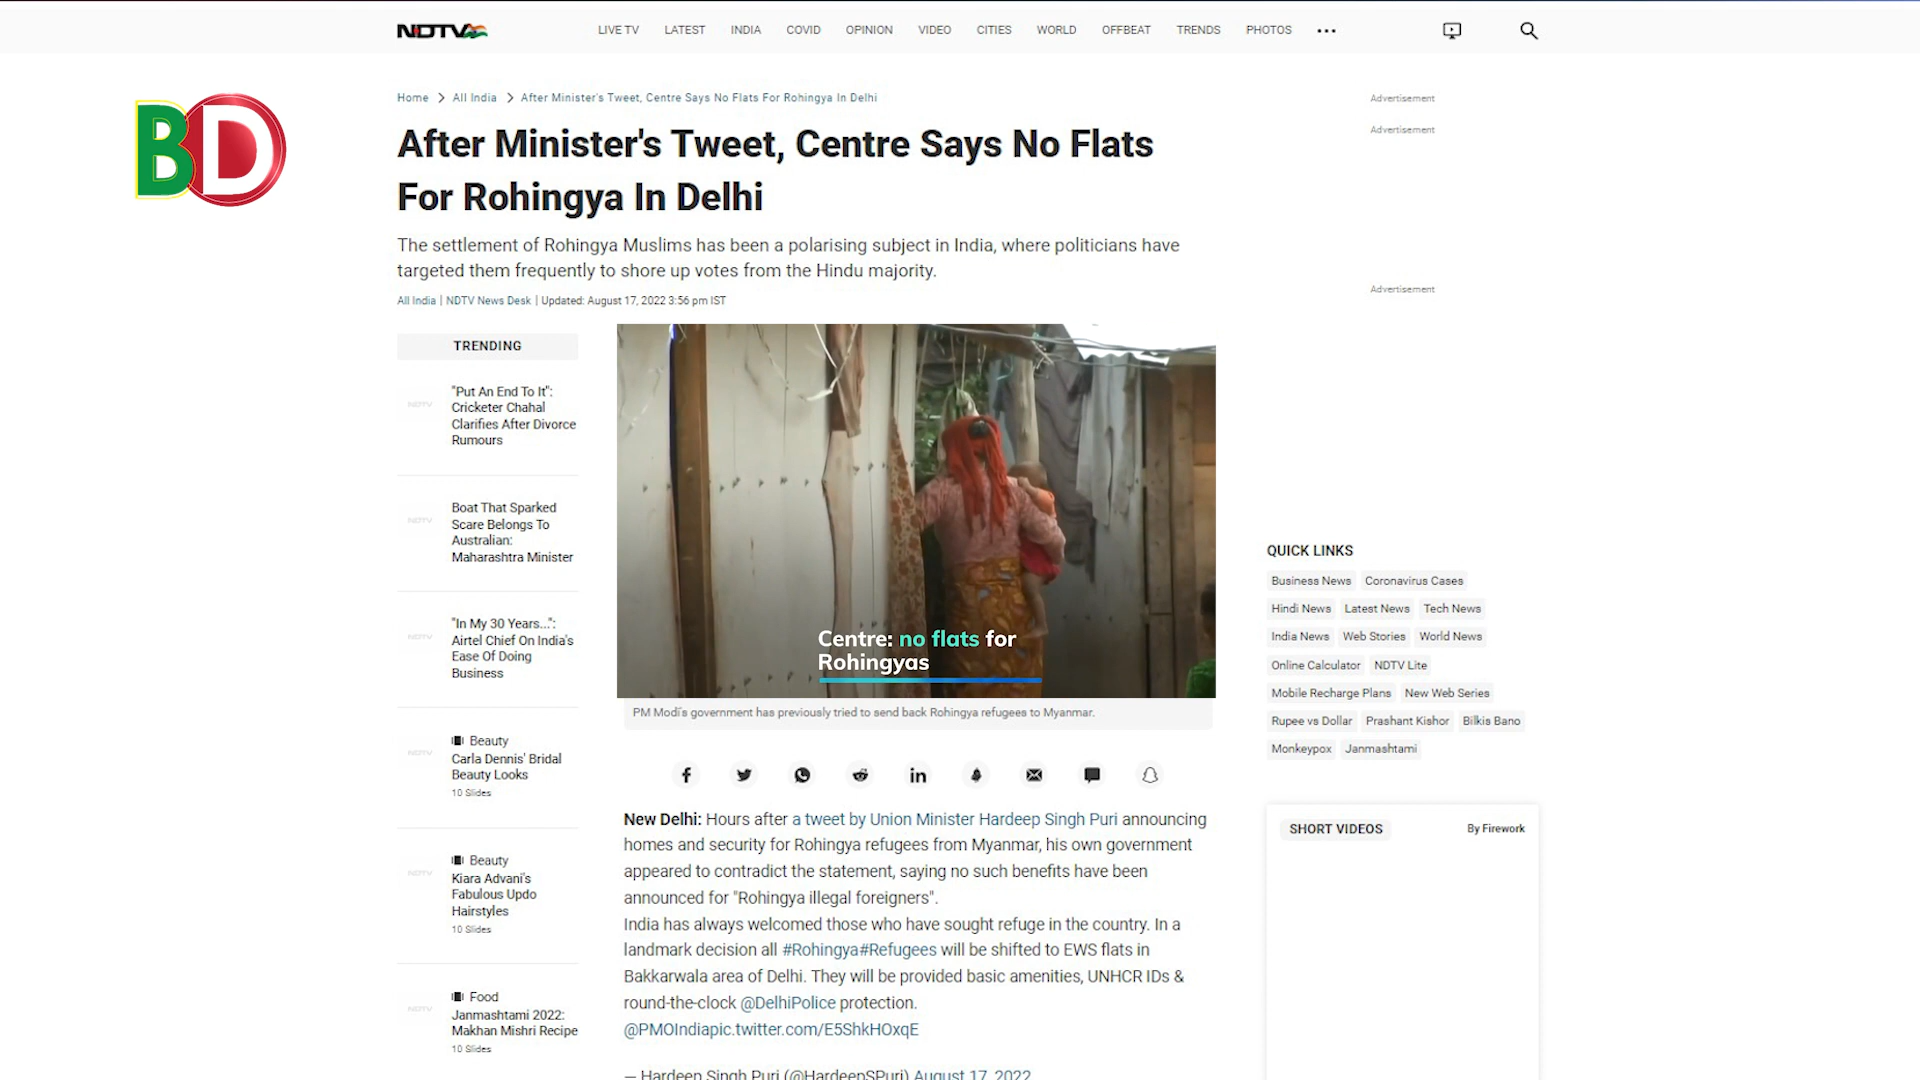 NDTV
LIVE TV LATEST INDIA COVID OPINION VIDEO CITIES WORLD OFFBEAT TRENDS PHOTOS
BD
Home > All India > After Minister's Tweet, Centre Says No Flats For Rohingya In Delhi
After Minister's Tweet, Centre Says No Flats
For Rohingya In Delhi
The settlement of Rohingya Muslims has been a polarising subject in India, where politicians have
targeted them frequently to shore up votes from the Hindu majority.
All India | NDTV News Desk | Updated: August 17, 2022 3:56 pm IST
Advertisement
Advertisement
Advertisement
TRENDING
NDTV
"Put An End To It":
Cricketer Chahal
Clarifies After Divorce
Rumours
NDTV
Boat That Sparked
Scare Belongs To
Australian:
Maharashtra Minister
NDTV
"In My 30 Years...":
Airtel Chief On India's
Ease Of Doing
Business
NDTV
Beauty
Carla Dennis' Bridal
Beauty Looks
10 Slides
NDTV
Beauty
Kiara Advani's
Fabulous Updo
Hairstyles
10 Slides
NDTV
Food
Janmashtami 2022:
Makhan Mishri Recipe
10 Slides
Centre: no flats for
Rohingyas
PM Modi's government has previously tried to send back Rohingya refugees to Myanmar.
New Delhi: Hours after a tweet by Union Minister Hardeep Singh Puri announcing
homes and security for Rohingya refugees from Myanmar, his own government
appeared to contradict the statement, saying no such benefits have been
announced for "Rohingya illegal foreigners".
India has always welcomed those who have sought refuge in the country. In a
landmark decision all #Rohingya#Refugees will be shifted to EWS flats in
Bakkarwala area of Delhi. They will be provided basic amenities, UNHCR IDs &
round-the-clock @DelhiPolice protection.
@PMOIndiapic.twitter.com/E5ShkHOxqE
— Hardeep Singh Puri (@HardeepSPuri) August 17, 2022
QUICK LINKS
Business News Coronavirus Cases
Hindi News Latest News Tech News
India News Web Stories World News
Online Calculator NDTV Lite
Mobile Recharge Plans New Web Series
Rupee vs Dollar Prashant Kishor Bilkis Bano
Monkeypox Janmashtami
SHORT VIDEOS By Firework